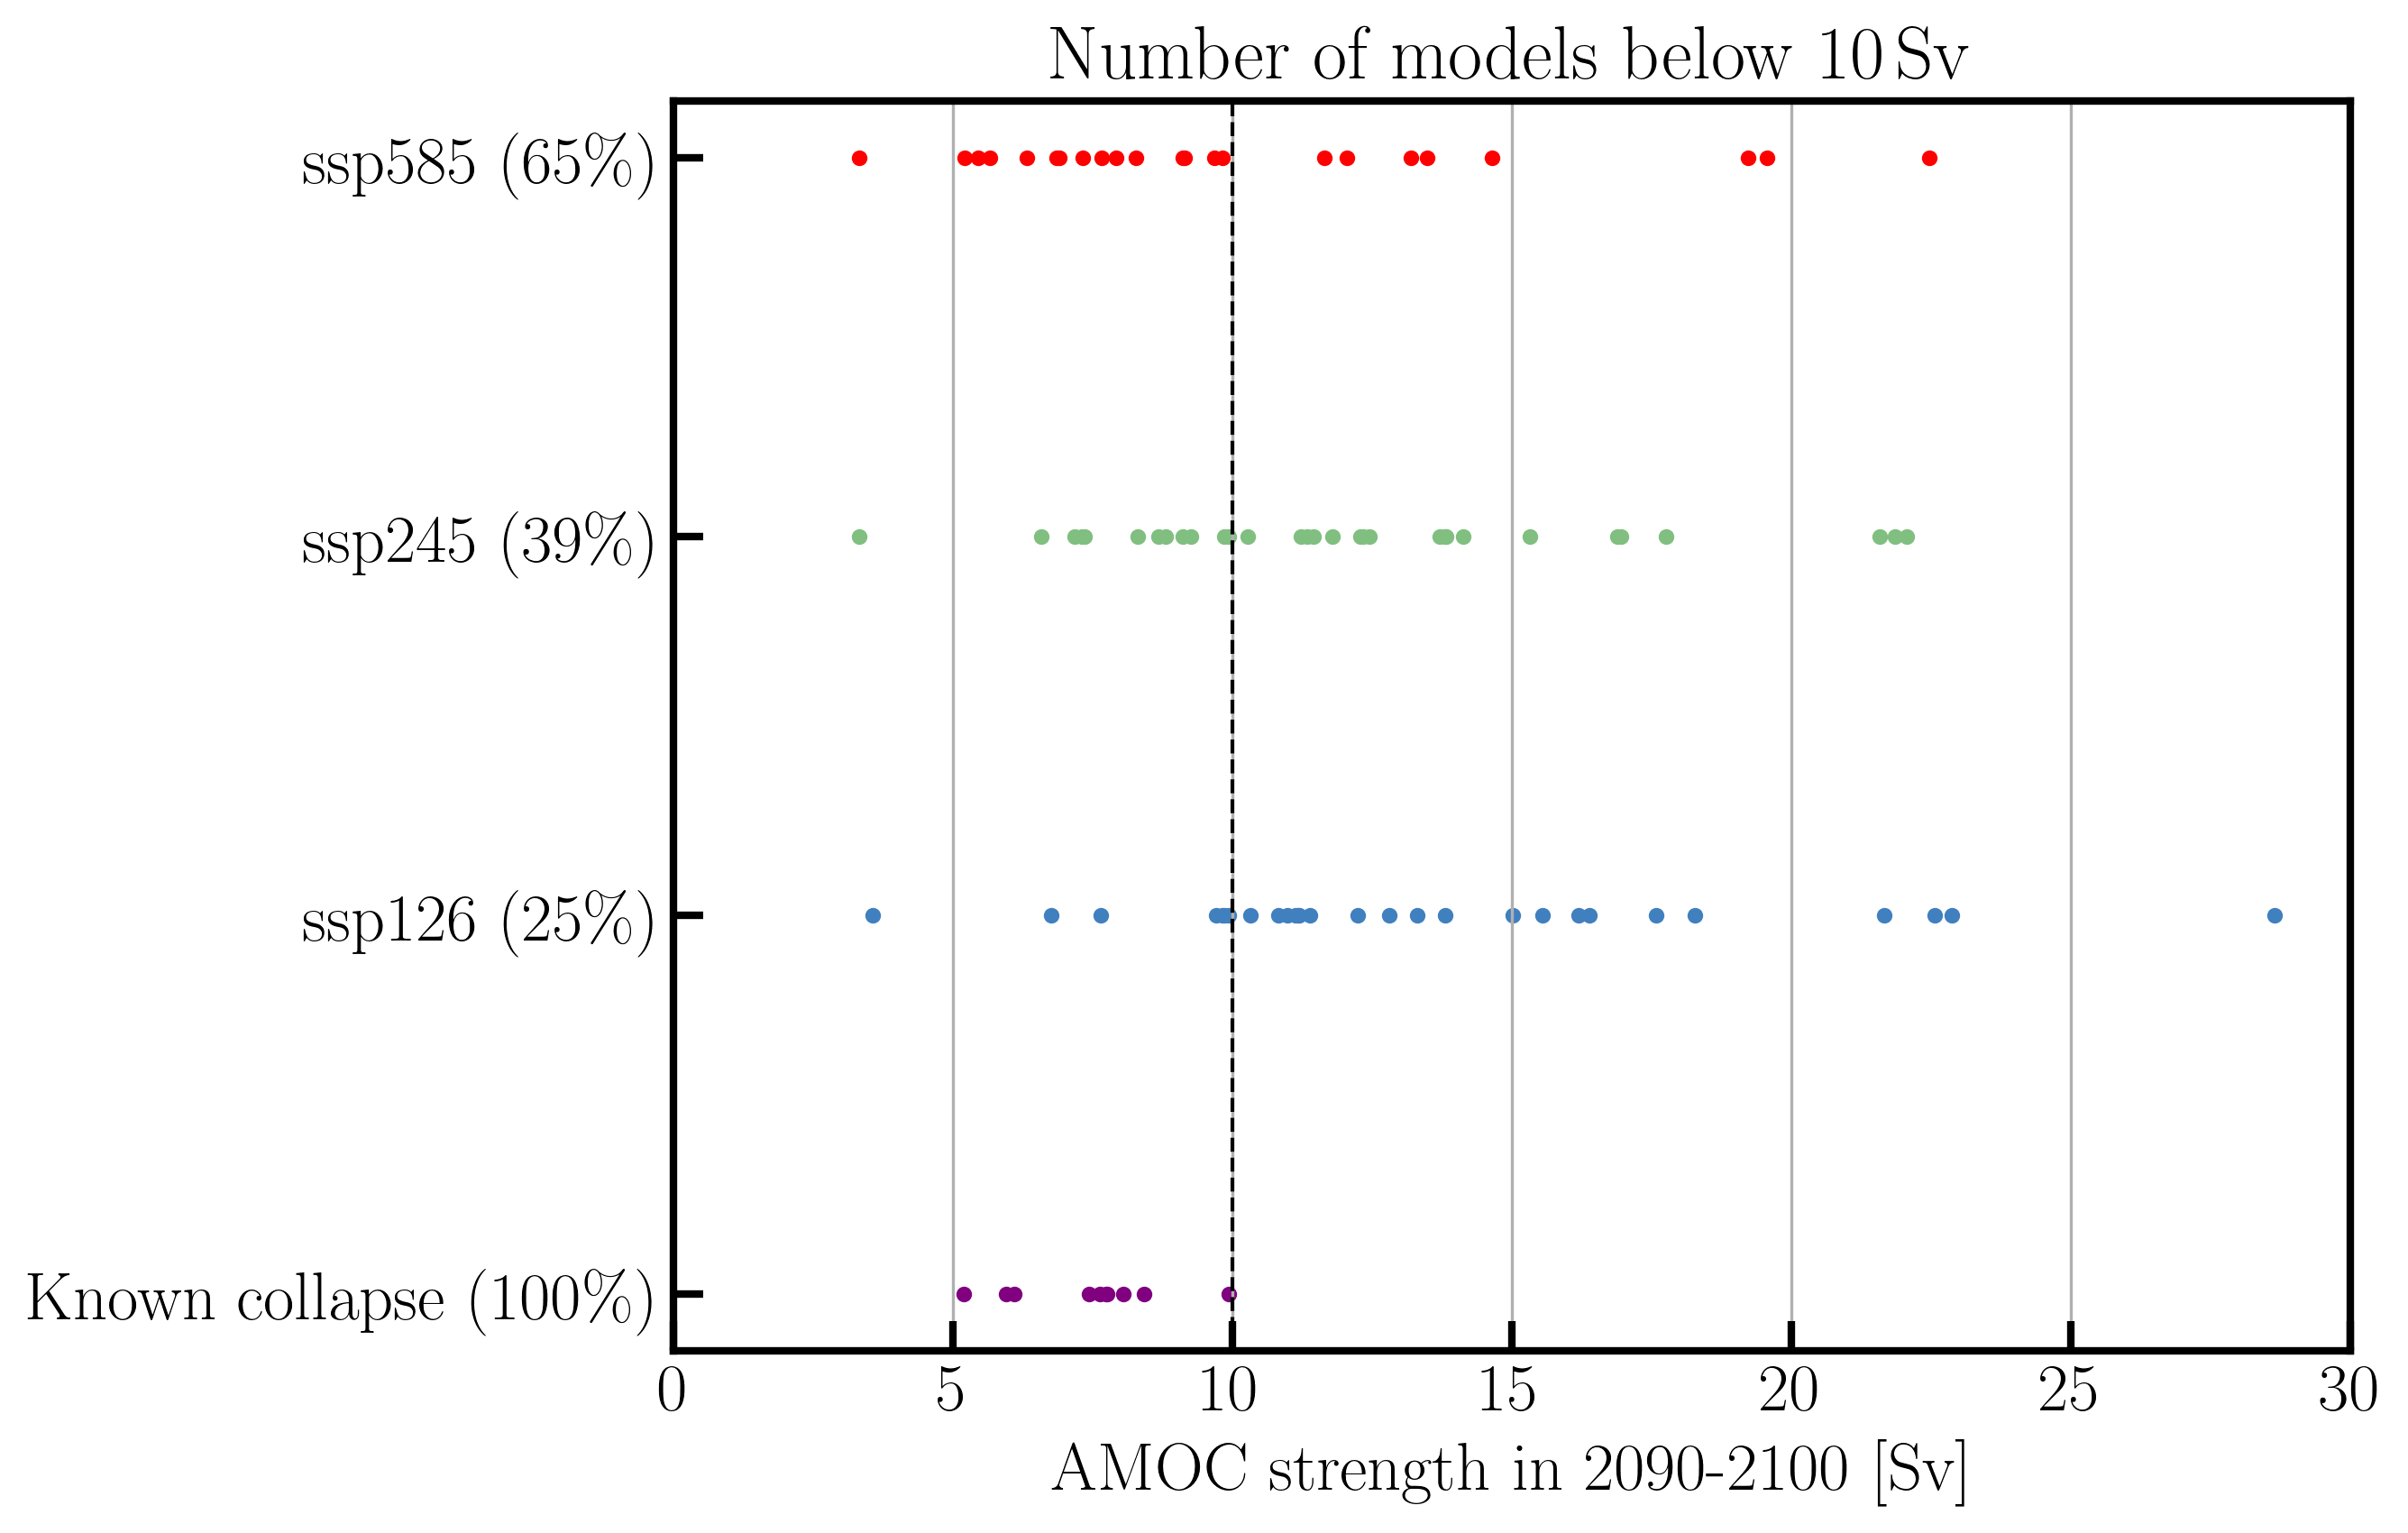 Number of models below 10 Sv
ssp585 (65%)
ssp245 (39%)
ssp126 (25%)
Known collapse (100%)
0 5 10 15 20 25 30
AMOC strength in 2090-2100 [Sv]